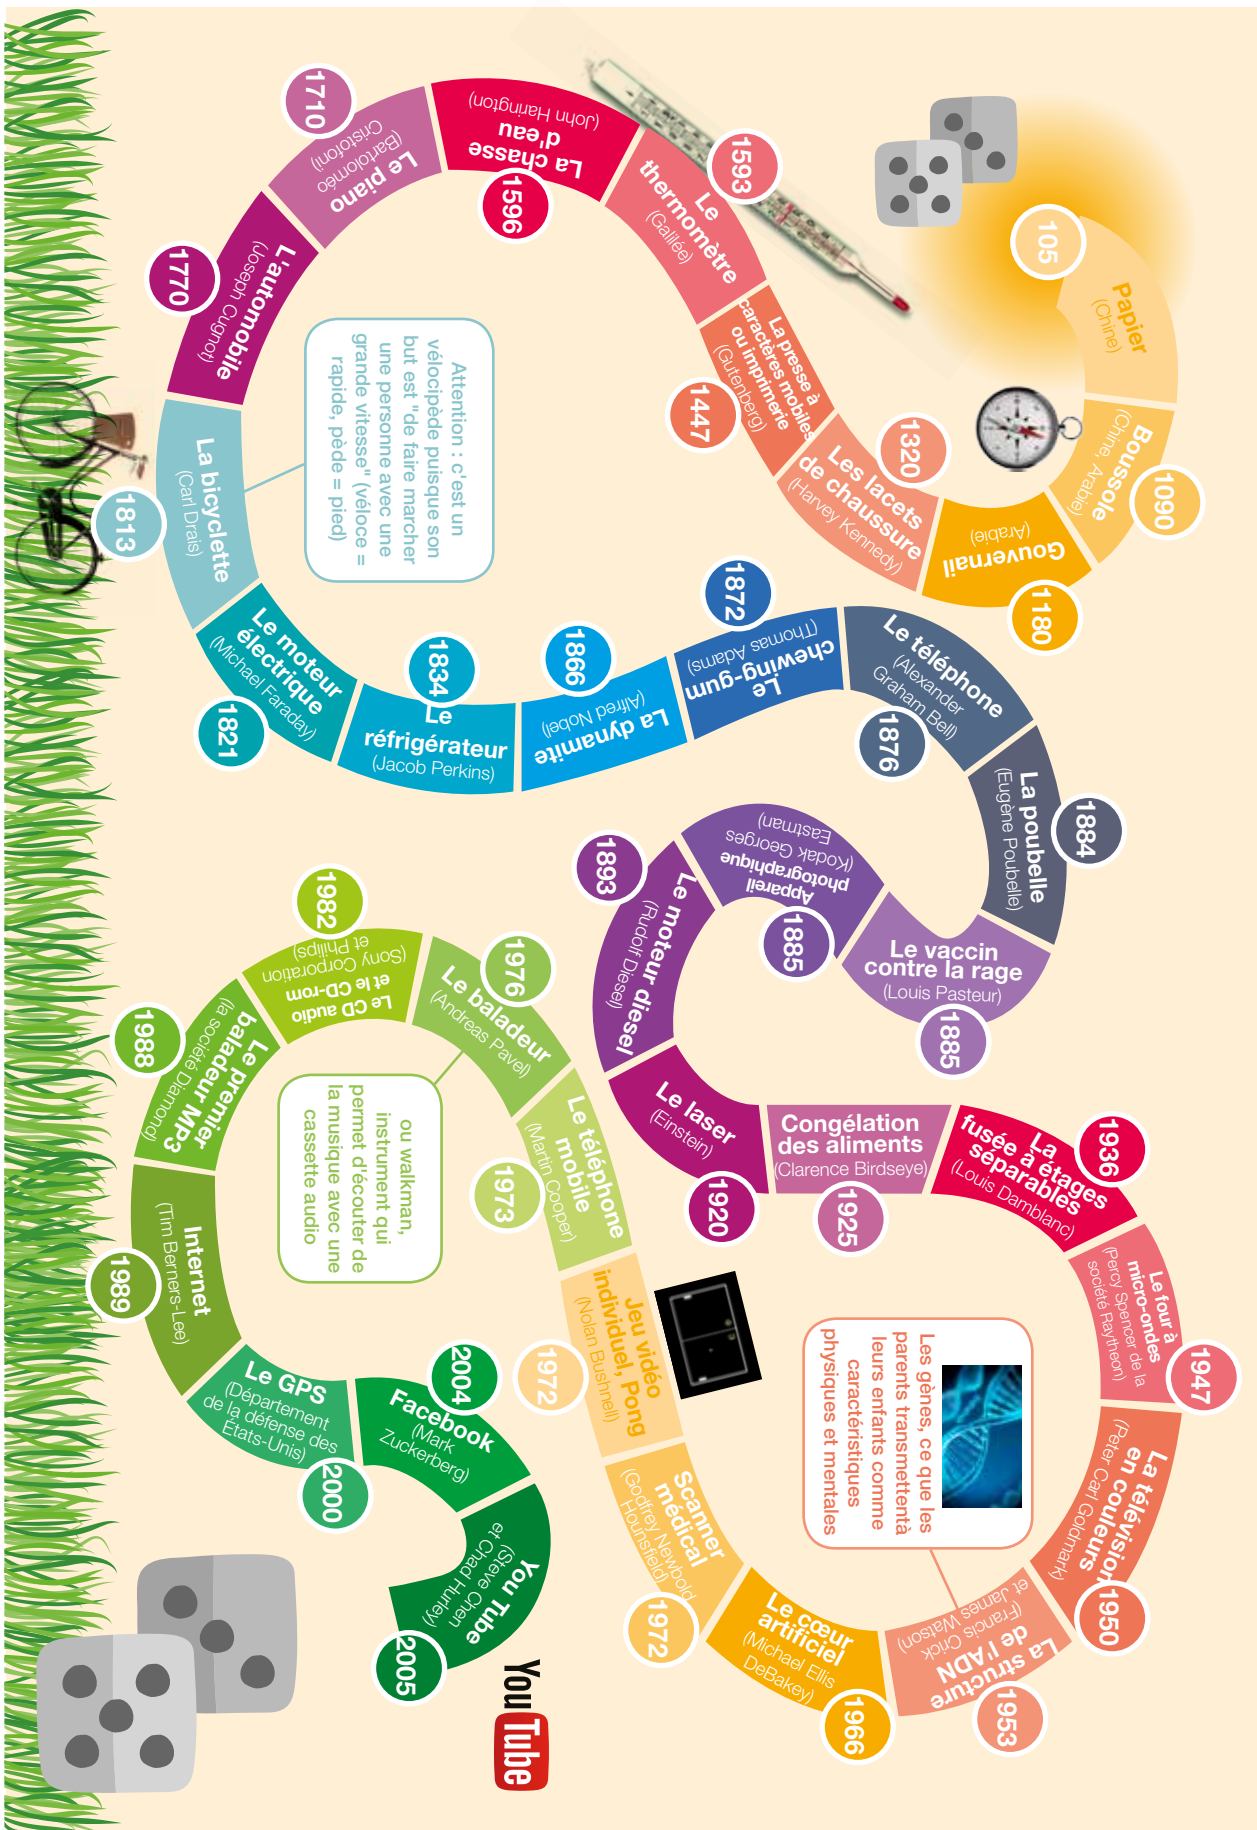 105
Papier
(Chine)
1090
Boussole
(Chine, Arabie)
1180
Gouvernail
(Arabie)
1320
Les lacets
de chaussure
(Harvey Kennedy)
1447
La presse à
caractères mobiles
ou imprimerie
(Gutenberg)
1593
Le
thermomètre
(Galilée)
1596
La chasse
d'eau
(John Harington)
1710
Le piano
(Bartoloméo
Cristofori)
1770
L'automobile
(Joseph Cugnot)
1813
La bicyclette
(Carl Drais)
Attention : c'est un
vélocipède puisque son
but est "de faire marcher
une personne avec une
grande vitesse" (véloce =
rapide, pède = pied)
1821
Le moteur
électrique
(Michael Faraday)
1834
Le
réfrigérateur
(Jacob Perkins)
1866
La dynamite
(Alfred Nobel)
1872
Le
chewing-gum
(Thomas Adams)
1876
Le téléphone
(Alexander
Graham Bell)
1884
La poubelle
(Eugène Poubelle)
1885
Le vaccin
contre la rage
(Louis Pasteur)
1885
Appareil
photographique
(Kodak Georges
Eastman)
1893
Le moteur diesel
(Rudolf Diesel)
1920
Le laser
(Einstein)
1925
Congélation
des aliments
(Clarence Birdseye)
1936
La
fusée à étages
séparables
(Louis Damblanc)
1947
Le four à
micro-ondes
(Percy Spencer de la
société Raytheon)
1950
La télévision
en couleurs
(Peter Carl Goldmark)
1953
La structure
de l'ADN
(Francis Crick
et James Watson)
Les gènes, ce que les
parents transmettentà
leurs enfants comme
caractéristiques
physiques et mentales
1966
Le cœur
artificiel
(Michael Ellis
DeBakey)
1972
Scanner
médical
(Godfrey Newbold
Hounsfield)
1972
Jeu vidéo
individuel, Pong
(Nolan Bushnell)
1973
Le téléphone
mobile
(Martin Cooper)
1976
Le baladeur
(Andreas Pavel)
ou walkman,
instrument qui
permet d'écouter de
la musique avec une
cassette audio
1982
Le CD audio
et le CD-rom
(Sony Corporation
et Philips)
1988
Le premier
baladeur MP3
(la société Diamond)
1989
Internet
(Tim Berners-Lee)
2000
Le GPS
(Département
de la défense des
Etats-Unis)
2004
Facebook
(Mark
Zuckerberg)
2005
You Tube
(Steve Chen
et Chad Hurley)
YouTube